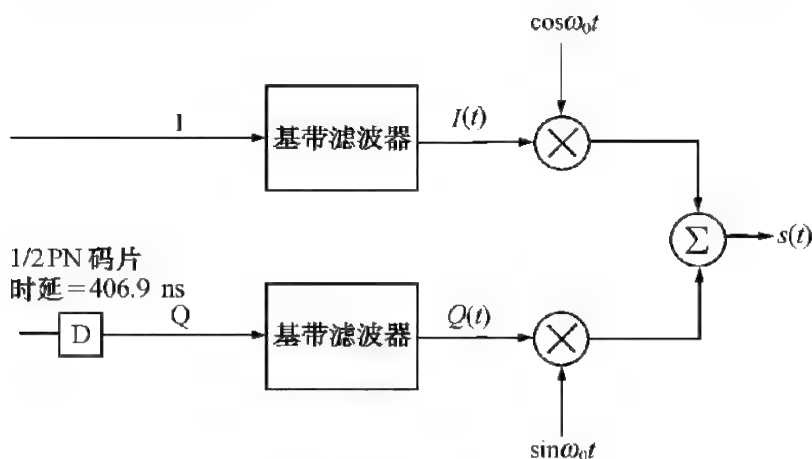 cosω₀t
I
基带滤波器
I(t)
Σ
s(t)
1/2 PN 码片
时延=406.9 ns
D
Q
基带滤波器
Q(t)
sinω₀t